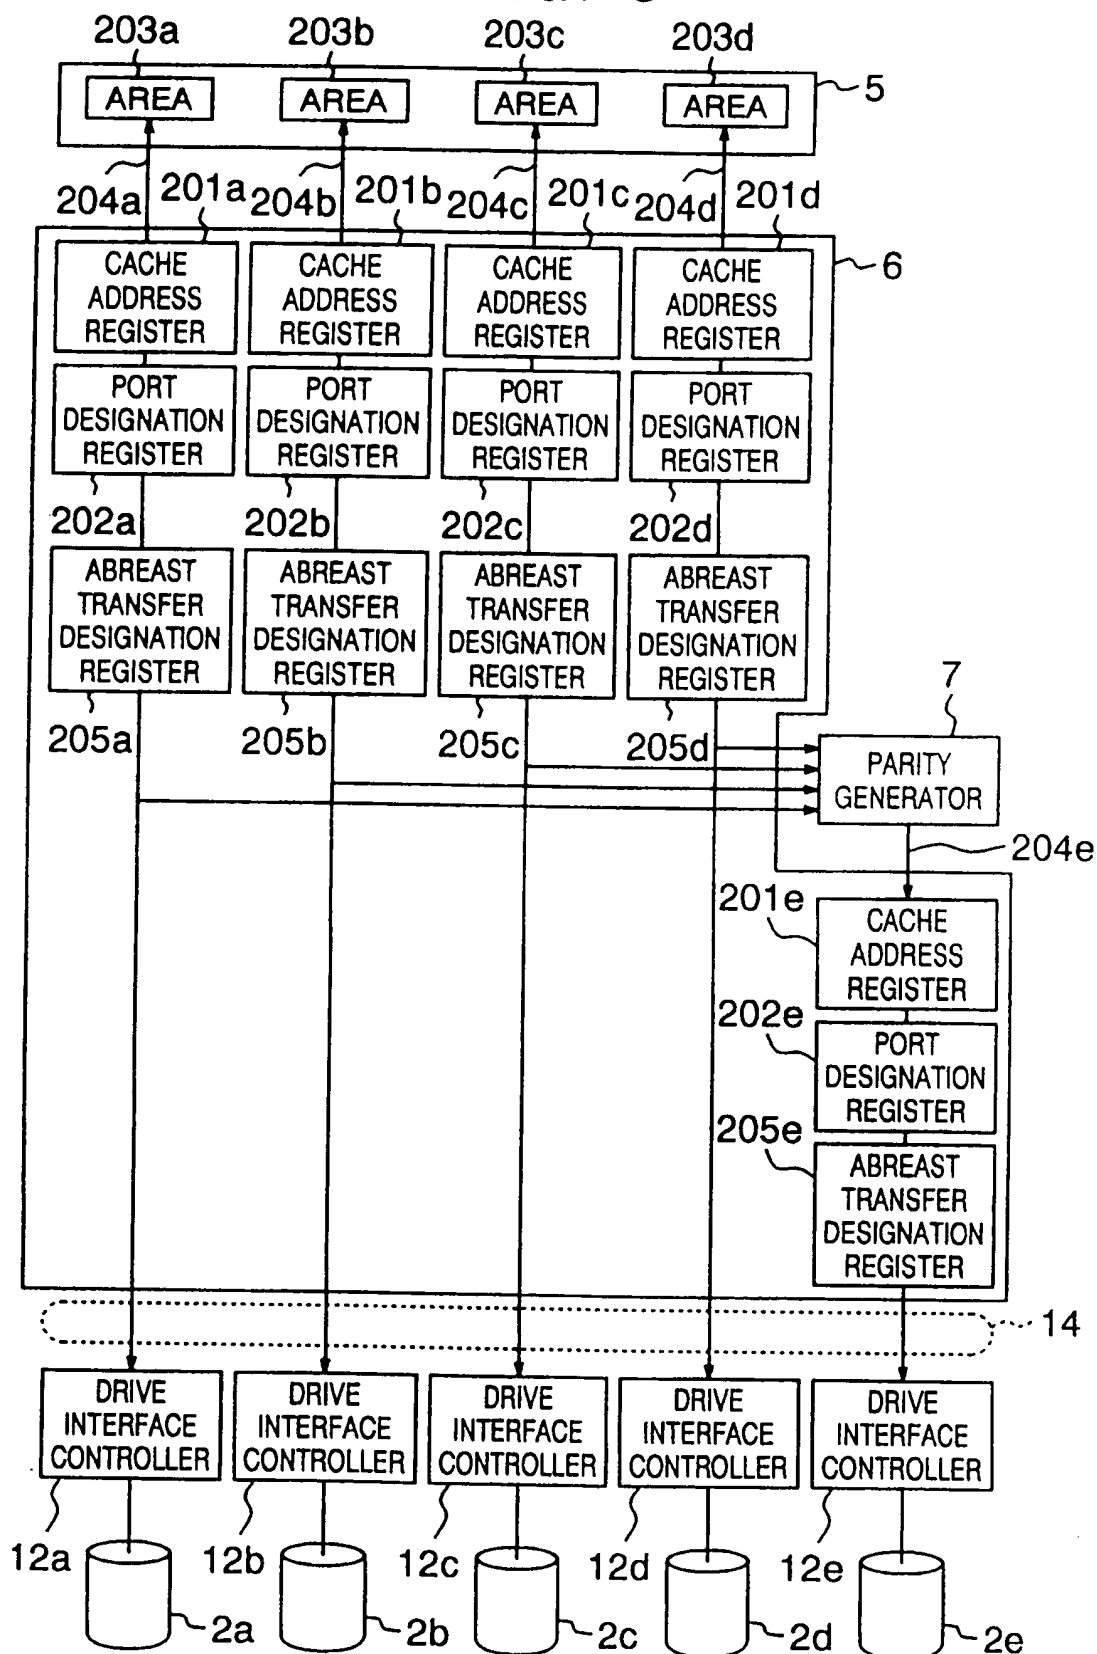 203a 203b 203c 203d
AREA AREA AREA AREA
5
204a 201a 204b 201b 204c 201c 204d 201d
6
CACHE ADDRESS REGISTER
CACHE ADDRESS REGISTER
CACHE ADDRESS REGISTER
CACHE ADDRESS REGISTER
PORT DESIGNATION REGISTER
PORT DESIGNATION REGISTER
PORT DESIGNATION REGISTER
PORT DESIGNATION REGISTER
202a 202b 202c 202d
ABREAST TRANSFER DESIGNATION REGISTER
ABREAST TRANSFER DESIGNATION REGISTER
ABREAST TRANSFER DESIGNATION REGISTER
ABREAST TRANSFER DESIGNATION REGISTER
205a 205b 205c 205d
7
PARITY GENERATOR
204e
201e
CACHE ADDRESS REGISTER
202e
PORT DESIGNATION REGISTER
205e
ABREAST TRANSFER DESIGNATION REGISTER
14
DRIVE INTERFACE CONTROLLER
DRIVE INTERFACE CONTROLLER
DRIVE INTERFACE CONTROLLER
DRIVE INTERFACE CONTROLLER
DRIVE INTERFACE CONTROLLER
12a 12b 12c 12d 12e
2a 2b 2c 2d 2e